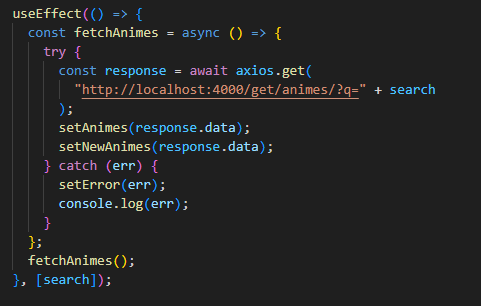 useEffect(() => {
  const fetchAnimes = async () => {
    try {
      const response = await axios.get(
        "http://localhost:4000/get/animes/?q=" + search
      );
      setAnimes(response.data);
      setNewAnimes(response.data);
    } catch (err) {
      setError(err);
      console.log(err);
    }
  };
  fetchAnimes();
}, [search]);